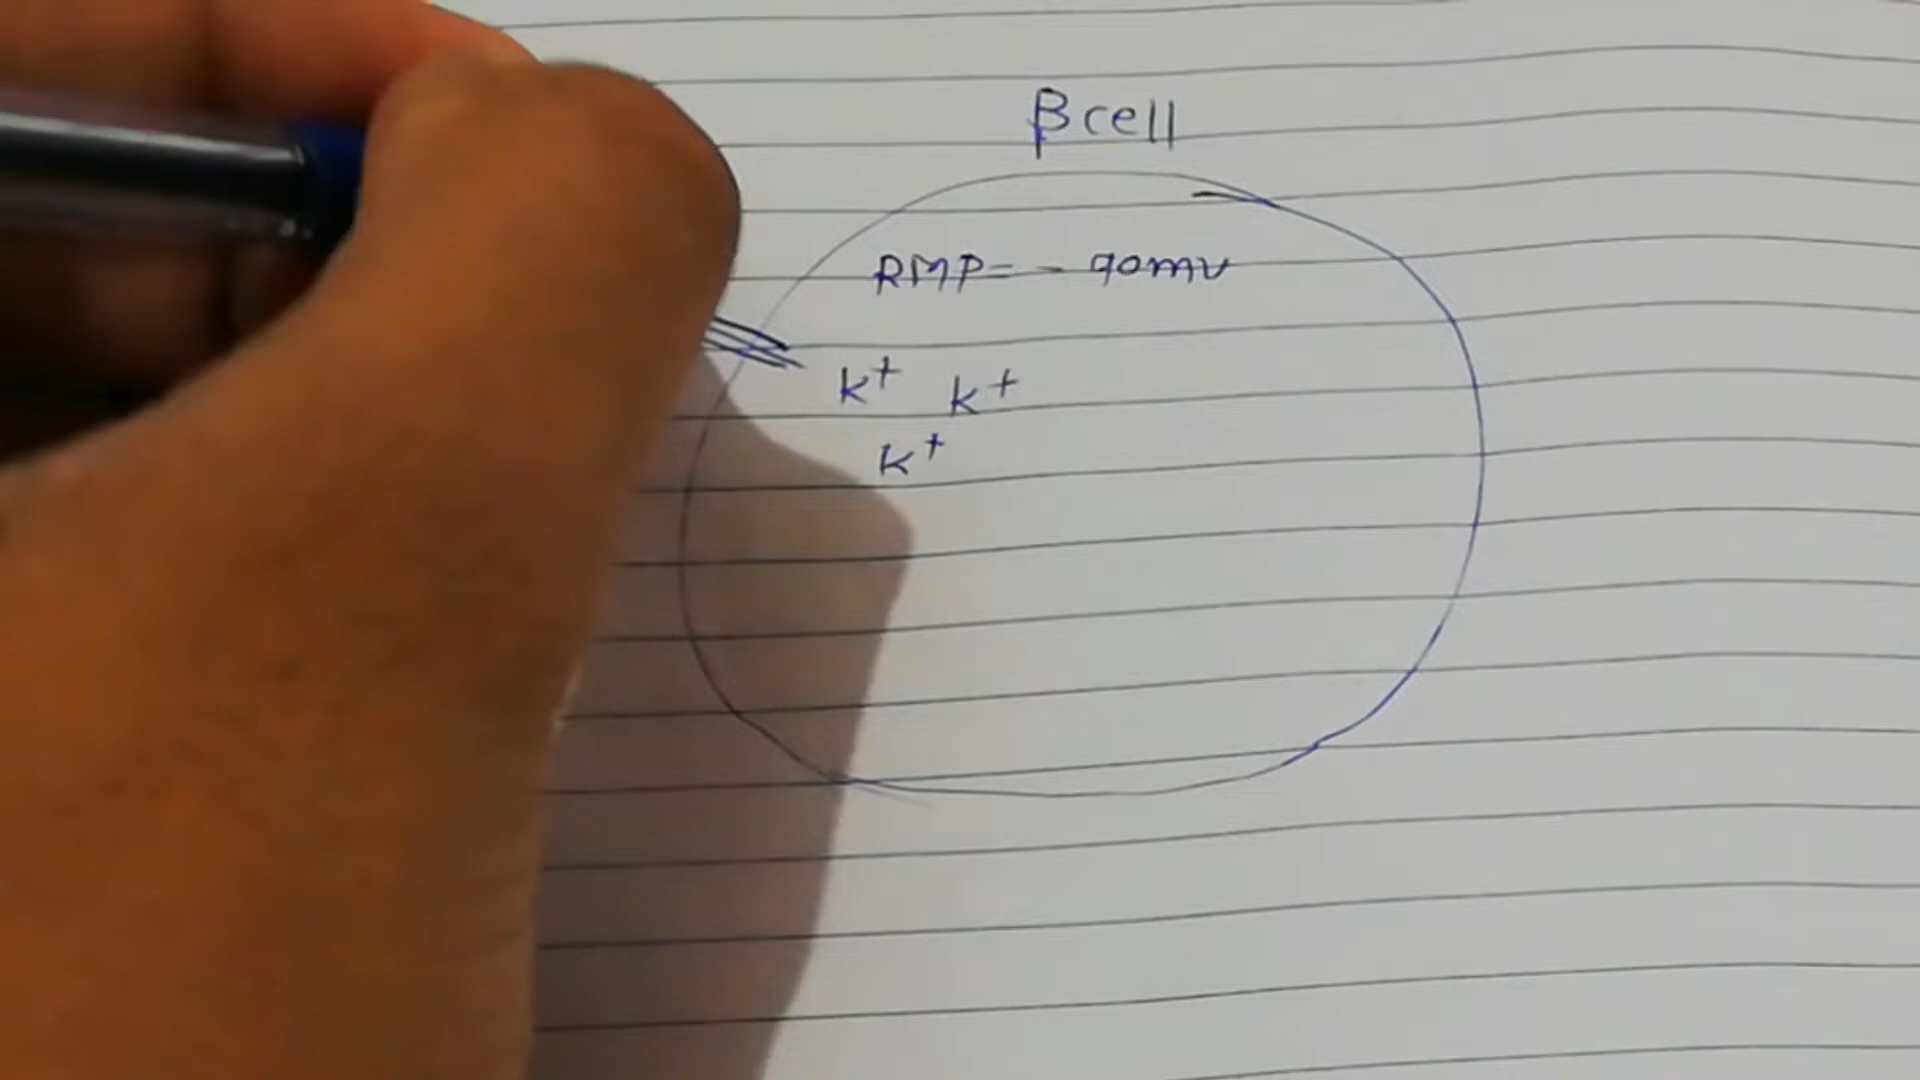 βcell
RMP= - 90mv
k+ k+
k+